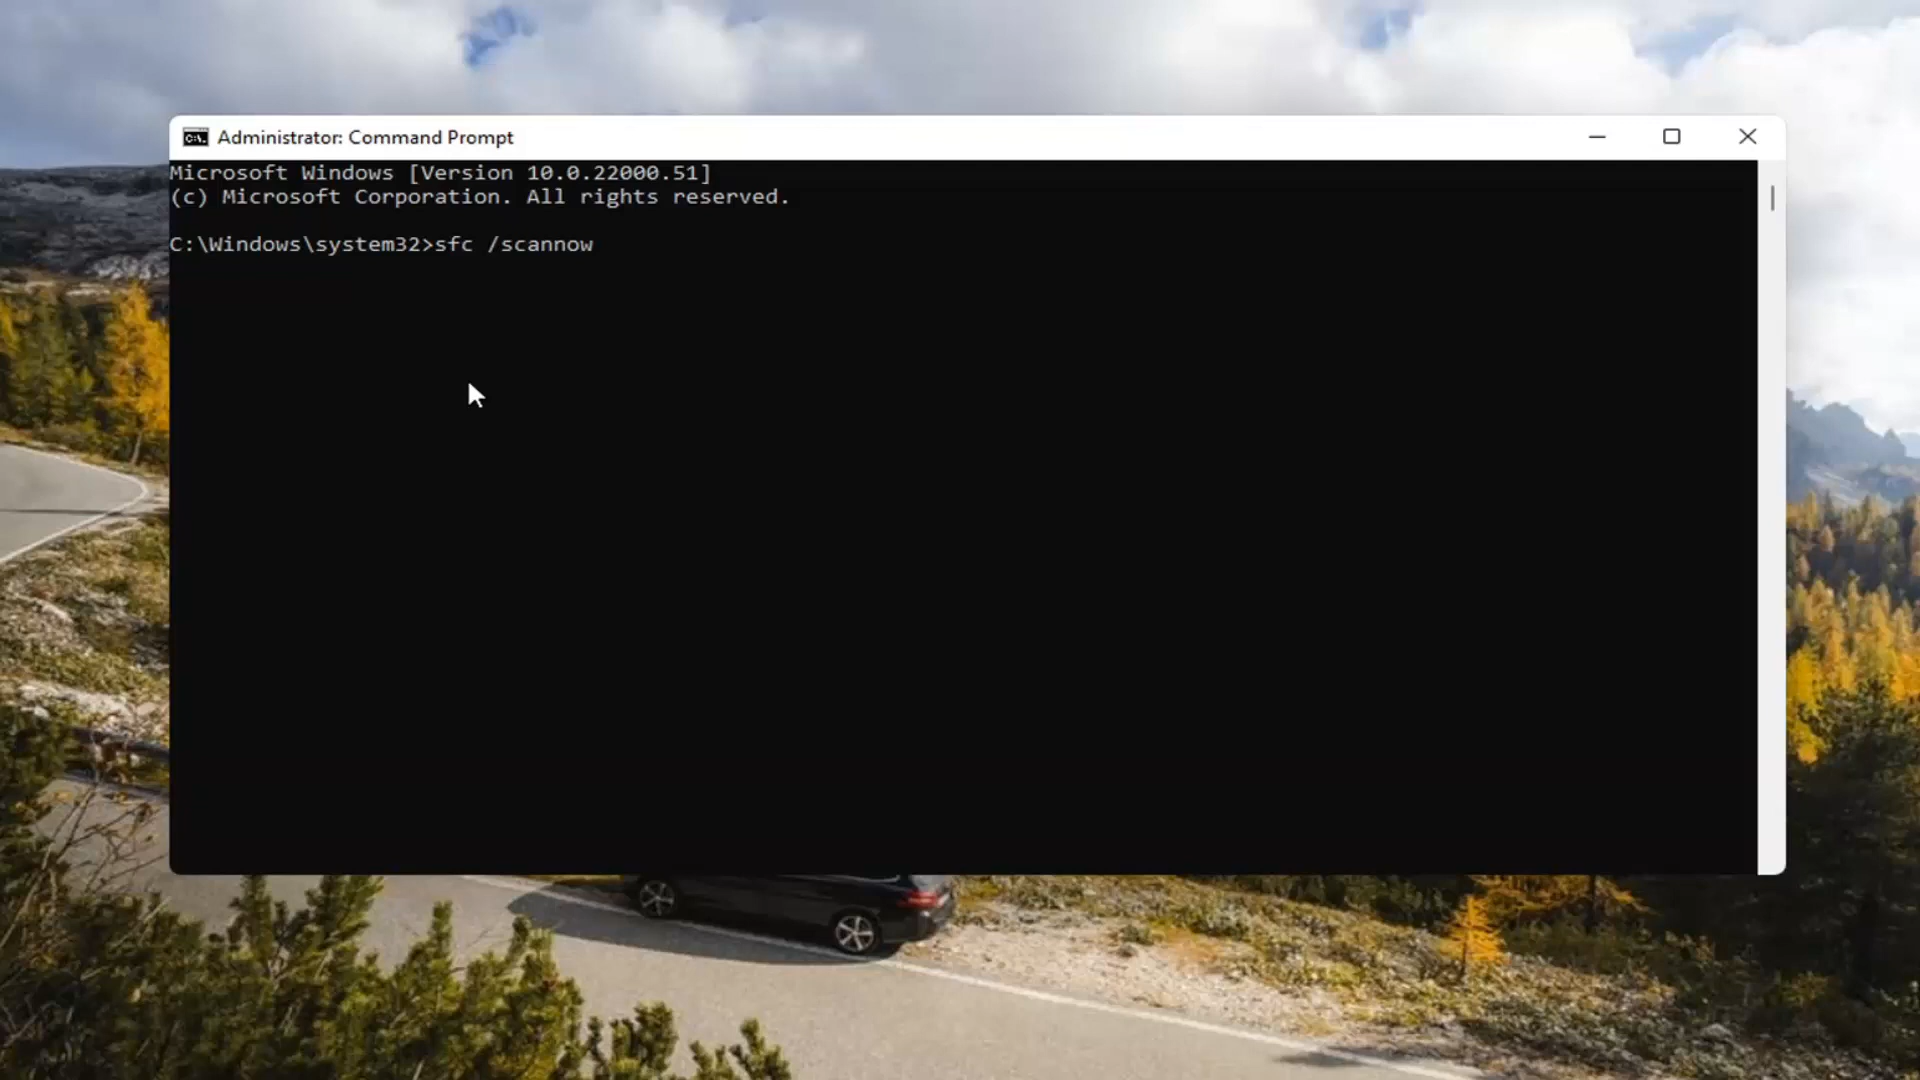 Administrator: Command Prompt
Microsoft Windows [Version 10.0.22000.51]
(c) Microsoft Corporation. All rights reserved.
C:\Windows\system32>sfc /scannow